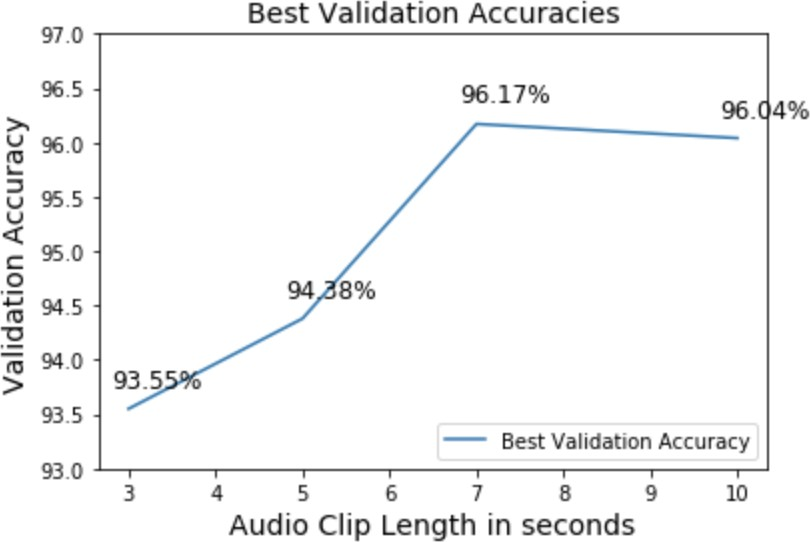 Best Validation Accuracies
97.0
96.5
96.0
95.5
95.0
94.5
94.0
93.5
93.0
Validation Accuracy
93.55%
94.38%
96.17%
96.04%
Best Validation Accuracy
3 4 5 6 7 8 9 10
Audio Clip Length in seconds